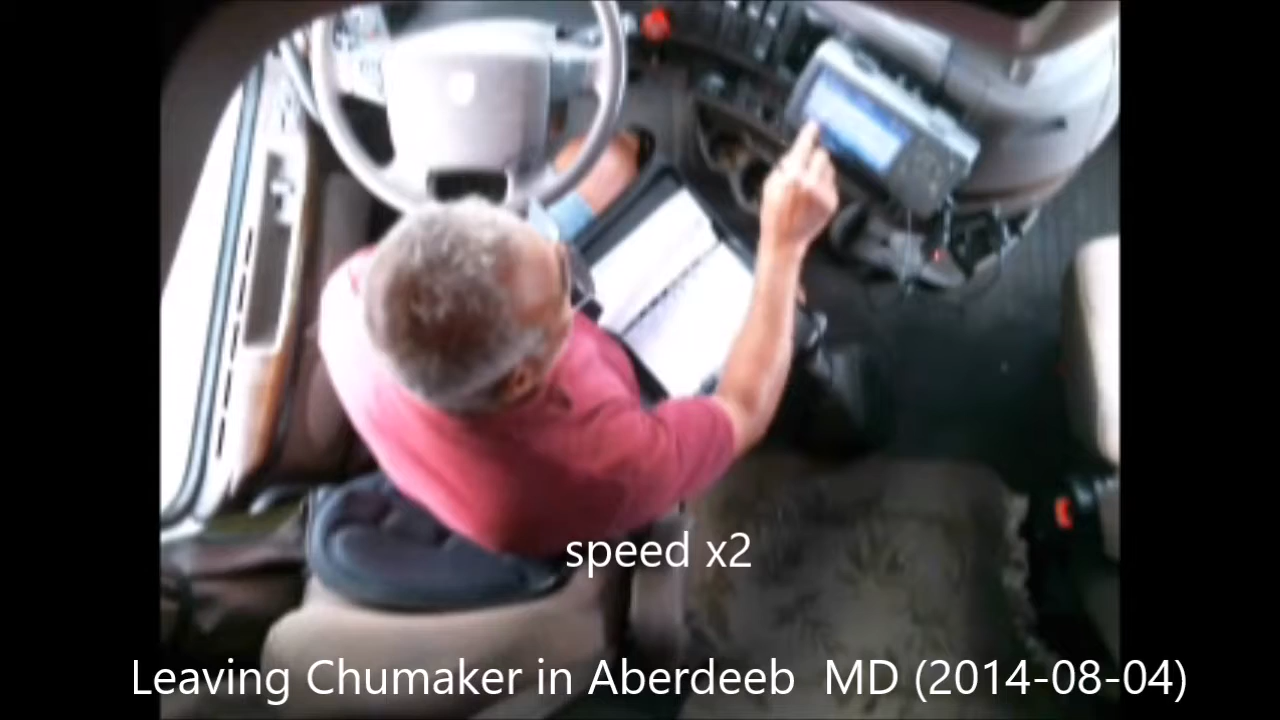 speed x2
Leaving Chumaker in Aberdeeb  MD (2014-08-04)